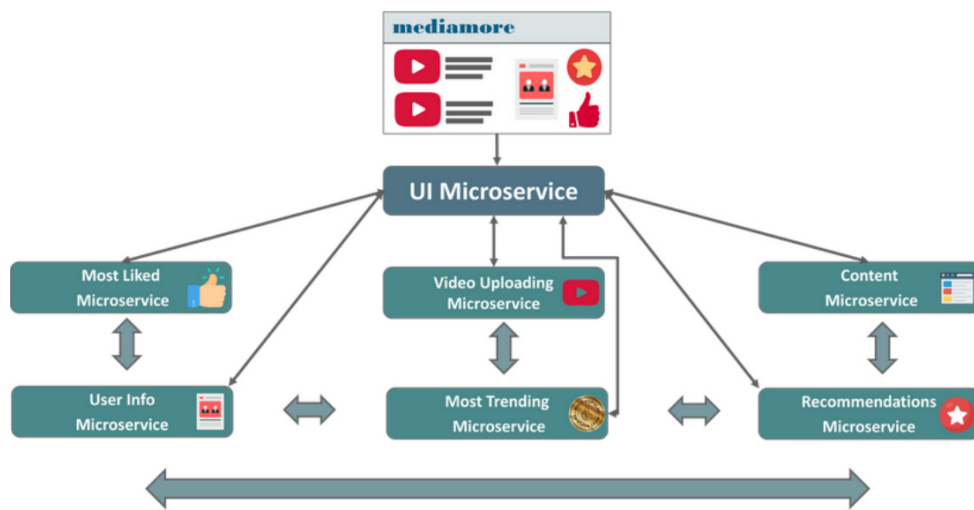 mediamore
UI Microservice
Most Liked
Microservice
Video Uploading
Microservice
Content
Microservice
User Info
Microservice
Most Trending
Microservice
Recommendations
Microservice